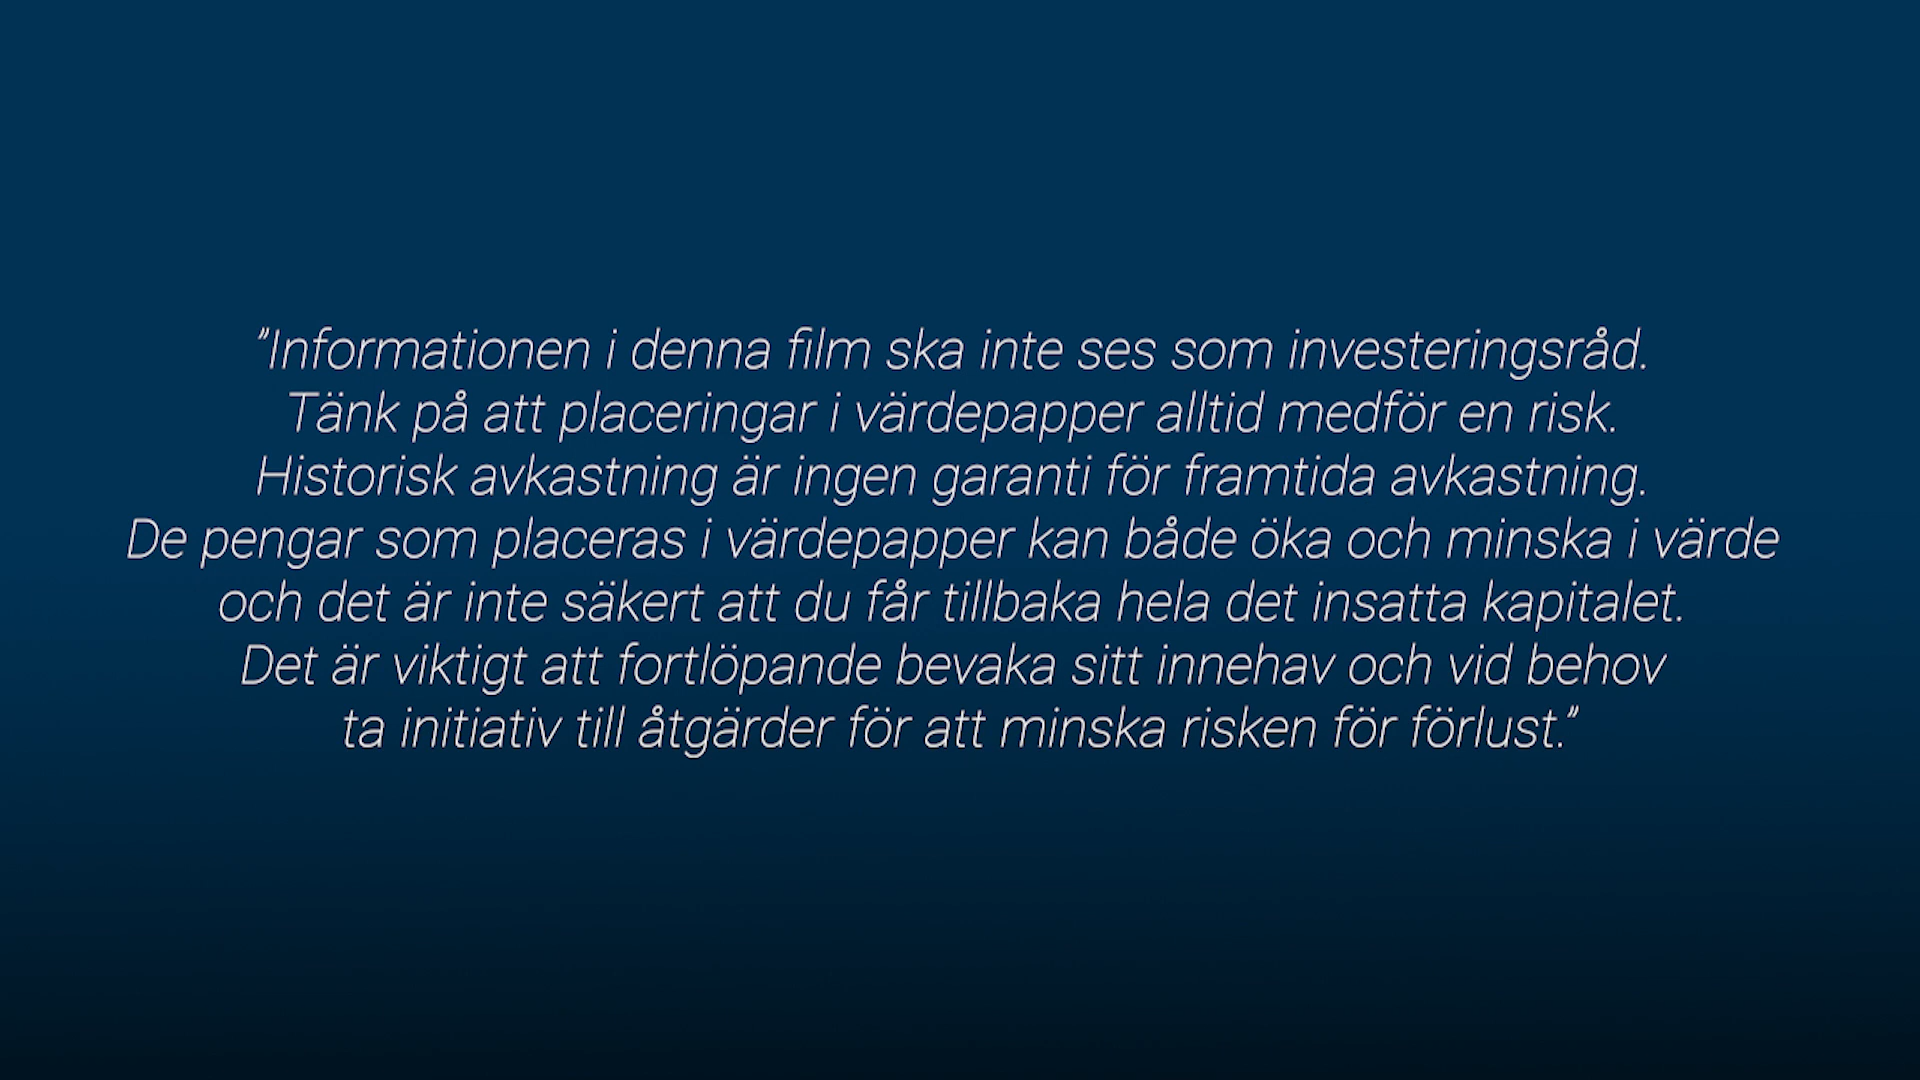 ”Informationen i denna film ska inte ses som investeringsråd.
Tänk på att placeringar i värdepapper alltid medför en risk.
Historisk avkastning är ingen garanti för framtida avkastning.
De pengar som placeras i värdepapper kan både öka och minska i värde
och det är inte säkert att du får tillbaka hela det insatta kapitalet.
Det är viktigt att fortlöpande bevaka sitt innehav och vid behov
ta initiativ till åtgärder för att minska risken för förlust.”